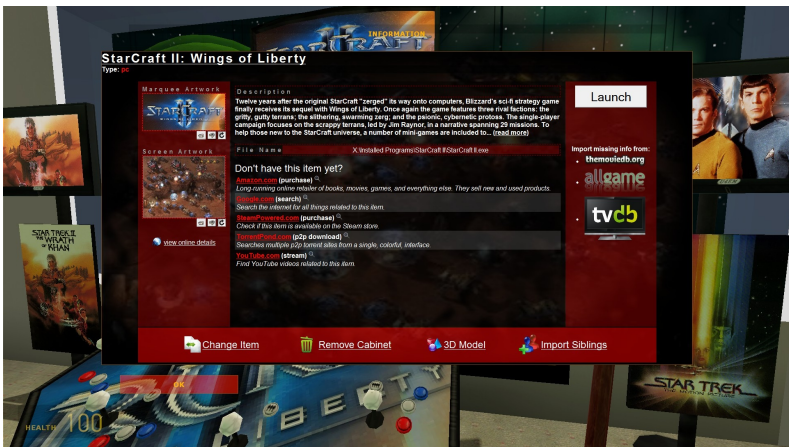 INFORMATION
StarCraft II: Wings of Liberty
Type: pc
Marquee Artwork
STARCRAFT
II
Screen Artwork
view online details
Description
Twelve years after the original StarCraft "zerged" its way onto computers, Blizzard's sci-fi strategy game
finally receives its sequel with Wings of Liberty. Once again the game features three rival factions: the
gritty, gutty terrans; the slithering, swarming zerg; and the psionic, cybernetic protoss. The single-player
campaign focuses on the scrappy terrans, led by Jim Raynor, in a narrative spanning 29 missions. To
help those new to the StarCraft universe, a number of mini-games are included to... (read more)
File Name
X:\Installed Programs\StarCraft II\StarCraft II.exe
Don't have this item yet?
Amazon.com (purchase)
Long-running online retailer of books, movies, games, and everything else. They sell new and used products.
Google.com (search)
Search the internet for all things related to this item.
SteamPowered.com (purchase)
Check if this item is available on the Steam store.
TorrentPond.com (p2p download)
Searches multiple p2p torrent sites from a single, colorful, interface.
YouTube.com (stream)
Find YouTube videos related to this item.
Launch
Import missing info from:
themoviedb.org
allgame
tvdb
Change Item
Remove Cabinet
3D Model
Import Siblings
OK
STAR TREK II
THE WRATH
OF KHAN
STAR TREK
THE MOTION PICTURE
BERTY
HEALTH 100